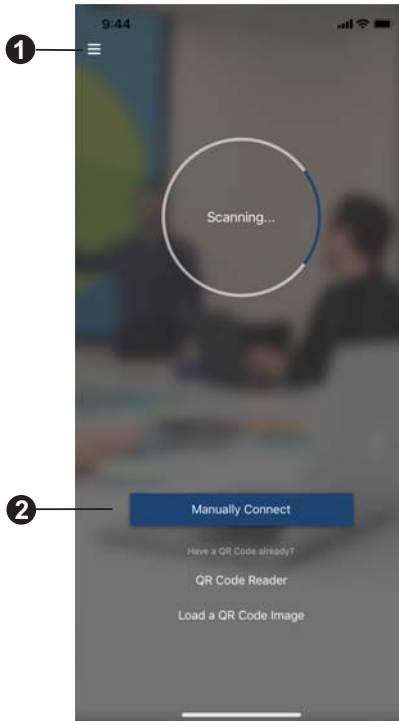 9:44
1
Scanning...
2
Manually Connect
Have a QR Code already?
QR Code Reader
Load a QR Code Image